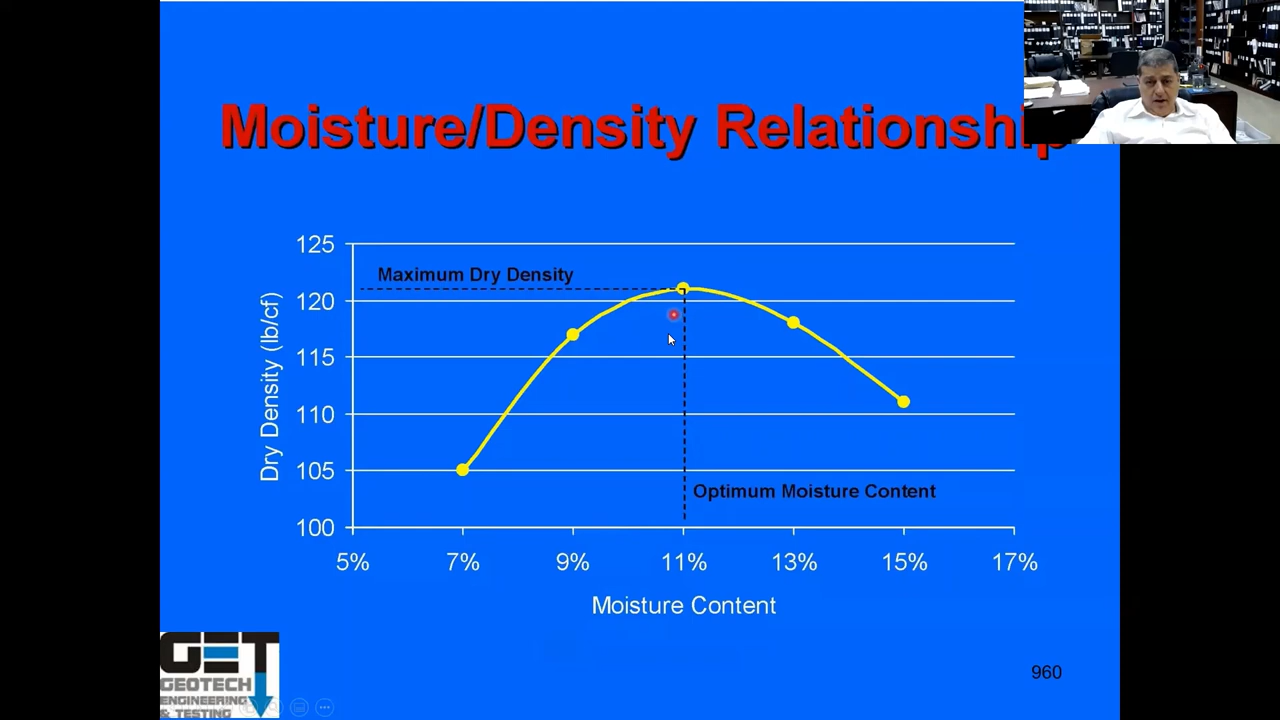 Moisture/Density Relationship
125
120
115
110
105
100
Dry Density (lb/cf)
Maximum Dry Density
Optimum Moisture Content
5% 7% 9% 11% 13% 15% 17%
Moisture Content
GET
GEOTECH
ENGINEERING
& TESTING
960